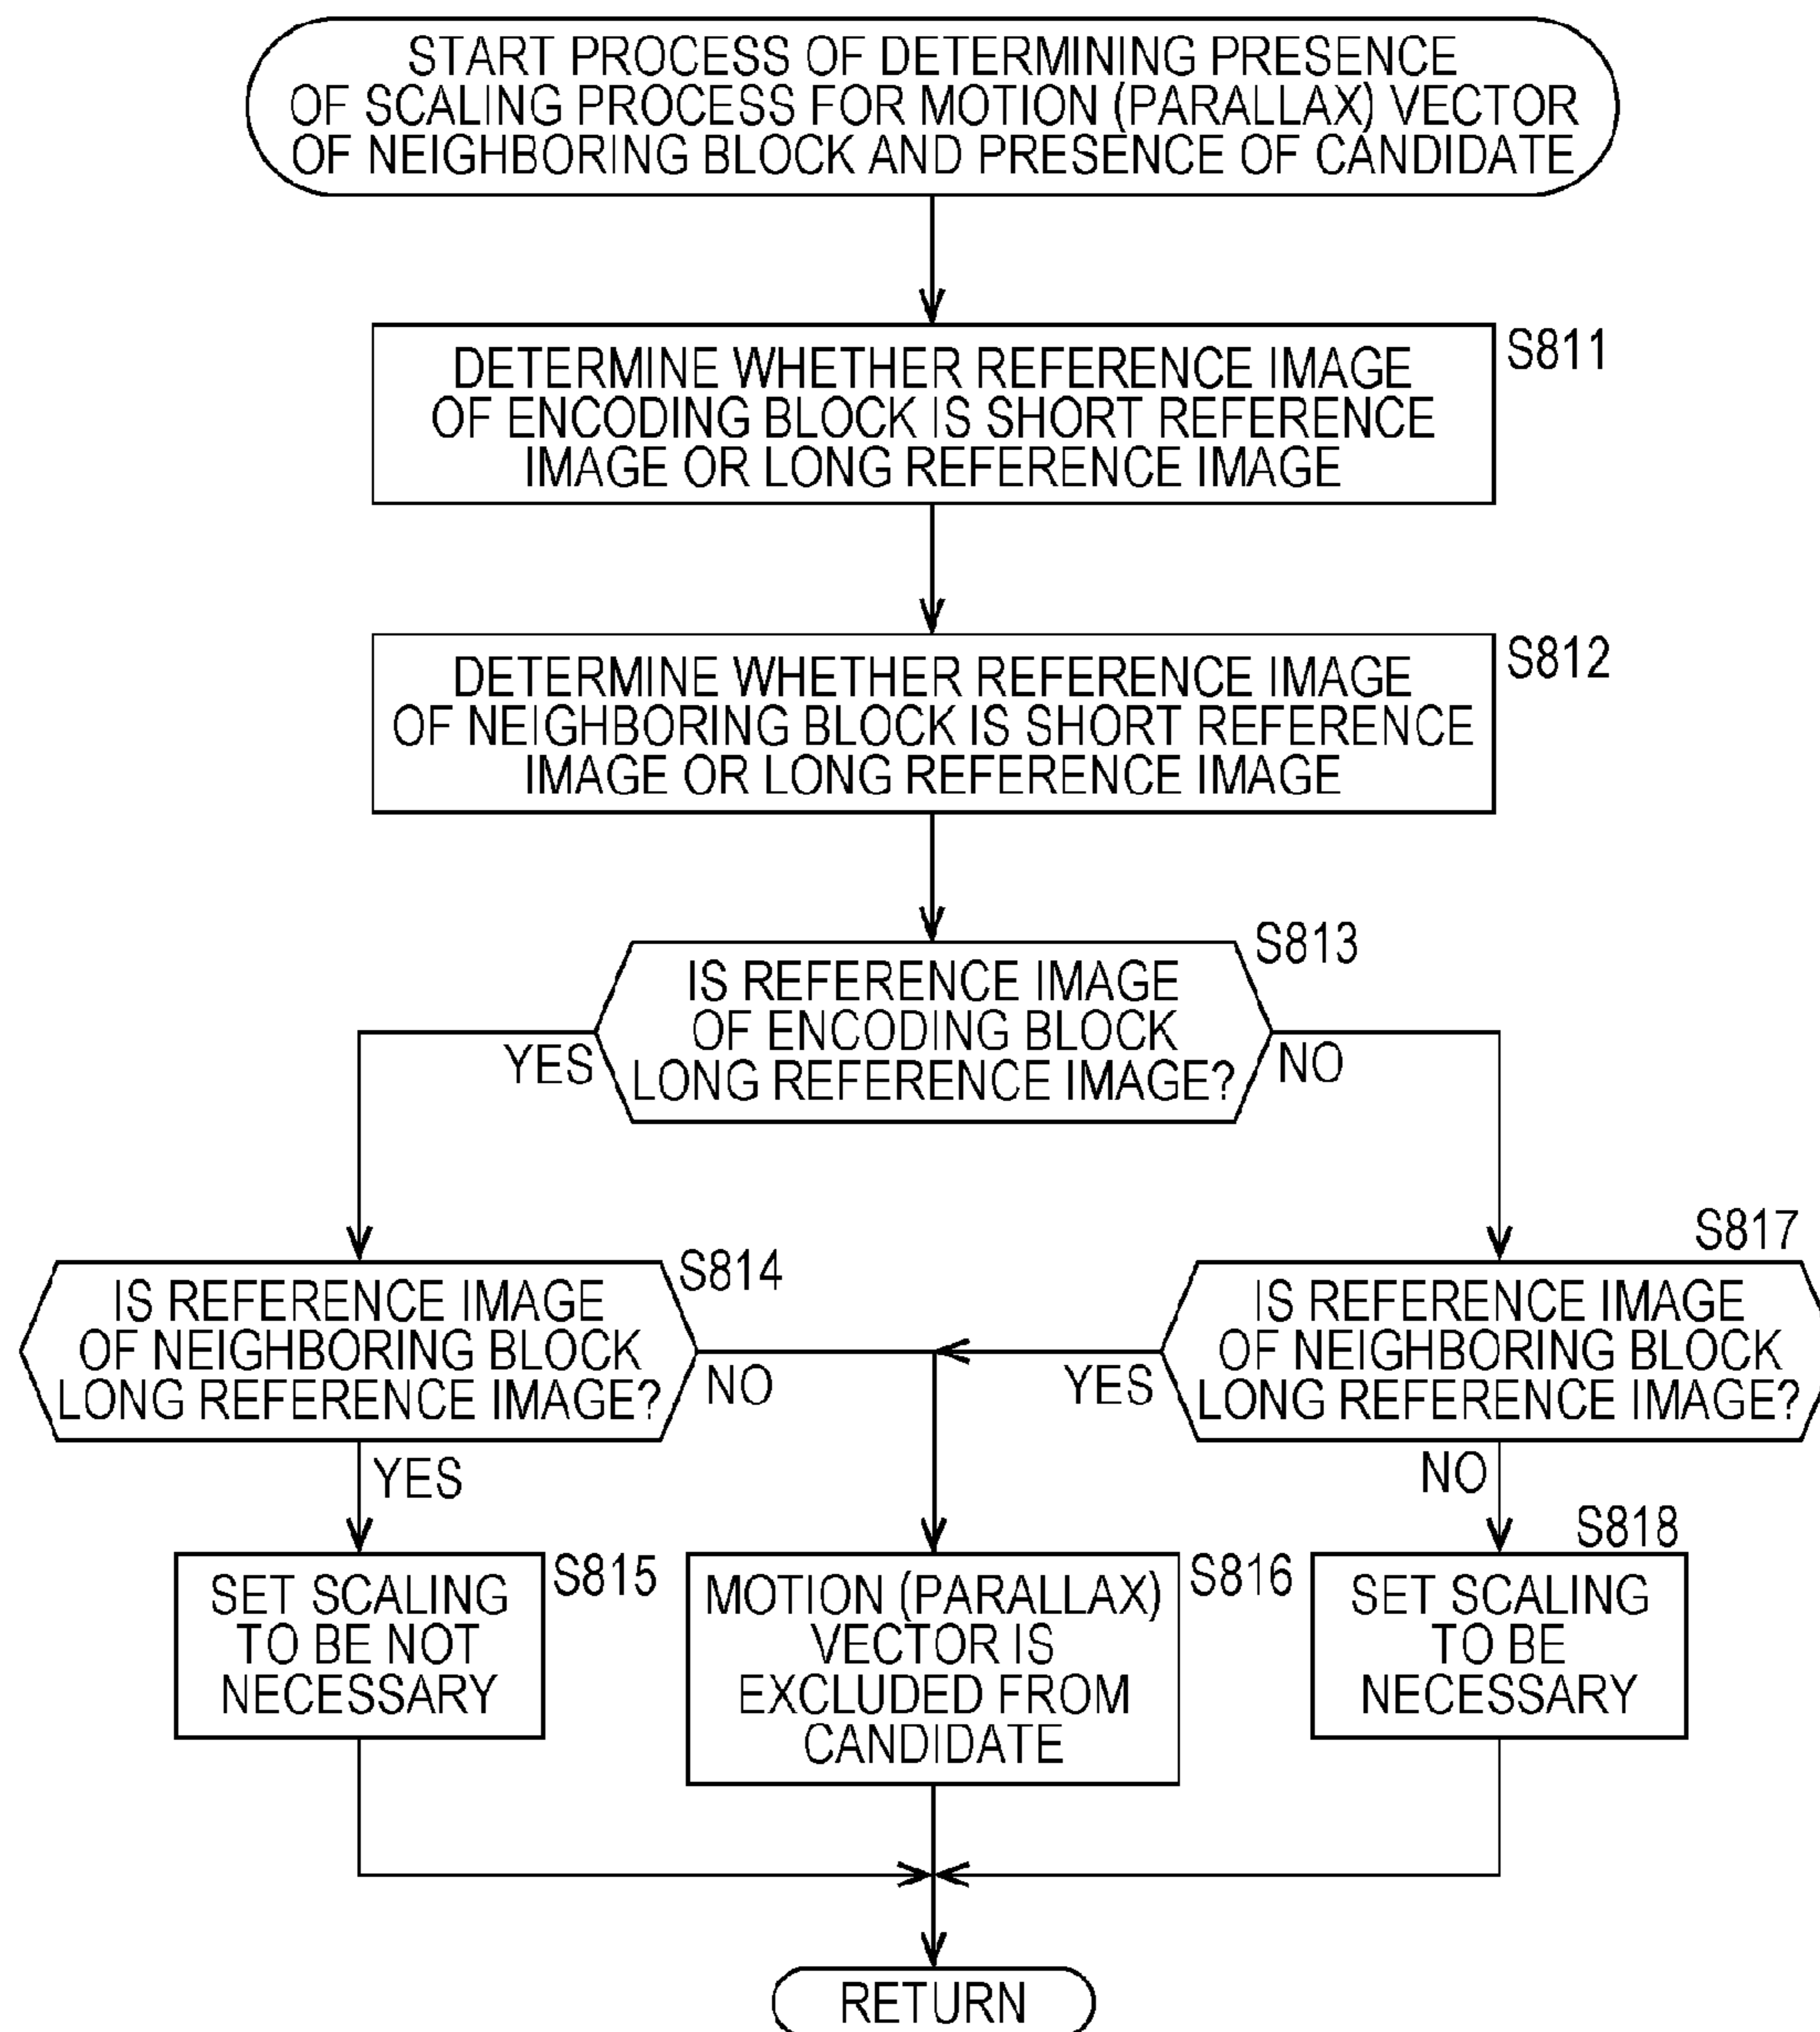 START PROCESS OF DETERMINING PRESENCE
OF SCALING PROCESS FOR MOTION (PARALLAX) VECTOR
OF NEIGHBORING BLOCK AND PRESENCE OF CANDIDATE
S811
DETERMINE WHETHER REFERENCE IMAGE
OF ENCODING BLOCK IS SHORT REFERENCE
IMAGE OR LONG REFERENCE IMAGE
S812
DETERMINE WHETHER REFERENCE IMAGE
OF NEIGHBORING BLOCK IS SHORT REFERENCE
IMAGE OR LONG REFERENCE IMAGE
S813
IS REFERENCE IMAGE
OF ENCODING BLOCK
LONG REFERENCE IMAGE?
YES
NO
S814
IS REFERENCE IMAGE
OF NEIGHBORING BLOCK
LONG REFERENCE IMAGE?
NO
YES
S817
IS REFERENCE IMAGE
OF NEIGHBORING BLOCK
LONG REFERENCE IMAGE?
YES
NO
S815
SET SCALING
TO BE NOT
NECESSARY
S816
MOTION (PARALLAX)
VECTOR IS
EXCLUDED FROM
CANDIDATE
S818
SET SCALING
TO BE
NECESSARY
RETURN